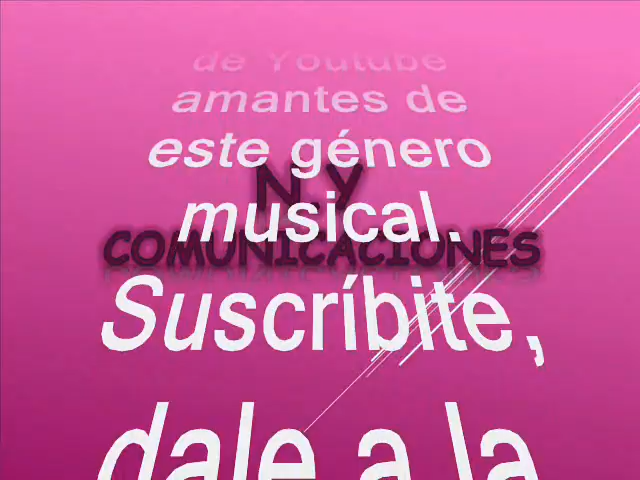 de Youtube
amantes de
este género
N.Y
musical.
COMUNICACIONES
Suscríbite,
dale a la